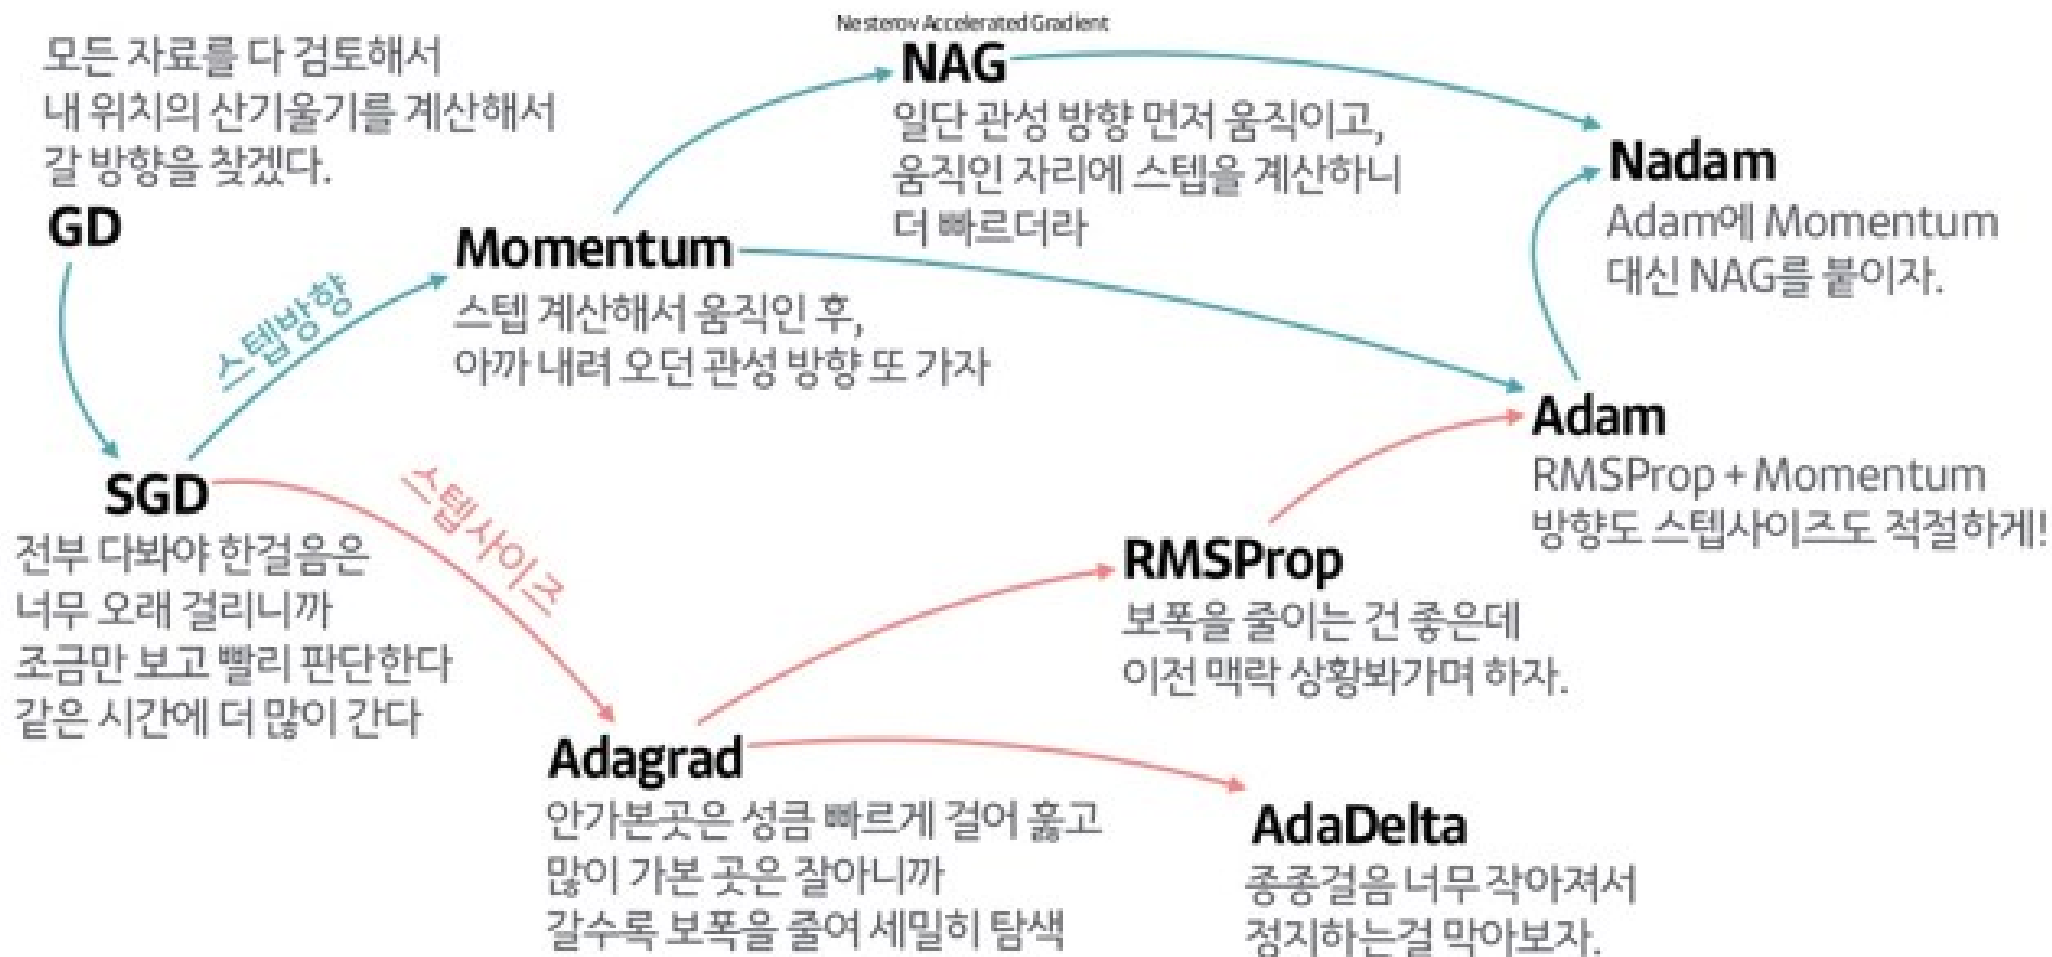 모든 자료를 다 검토해서
내 위치의 산기울기를 계산해서
갈 방향을 찾겠다.
GD
스텝방향
SGD
전부 다봐야 한걸음은
너무 오래 걸리니까
조금만 보고 빨리 판단한다
같은 시간에 더 많이 간다
Momentum
스텝 계산해서 움직인 후,
아까 내려 오던 관성 방향 또 가자
Nesterov Accelerated Gradient
NAG
일단 관성 방향 먼저 움직이고,
움직인 자리에 스텝을 계산하니
더 빠르더라
Nadam
Adam에 Momentum
대신 NAG를 붙이자.
Adam
RMSProp + Momentum
방향도 스텝사이즈도 적절하게!
스텝사이즈
RMSProp
보폭을 줄이는 건 좋은데
이전 맥락 상황봐가며 하자.
Adagrad
안가본곳은 성큼 빠르게 걸어 훑고
많이 가본 곳은 잘아니까
갈수록 보폭을 줄여 세밀히 탐색
AdaDelta
종종걸음 너무 작아져서
정지하는걸 막아보자.